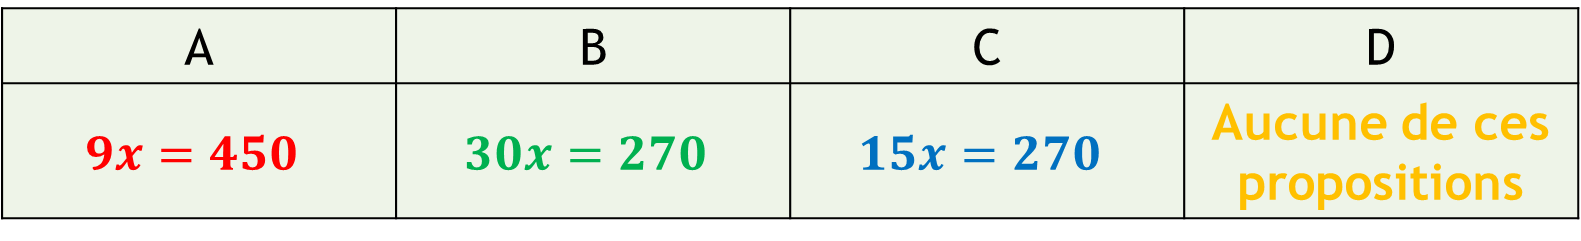 A B C D
9x = 450 30x = 270 15x = 270 Aucune de ces
propositions